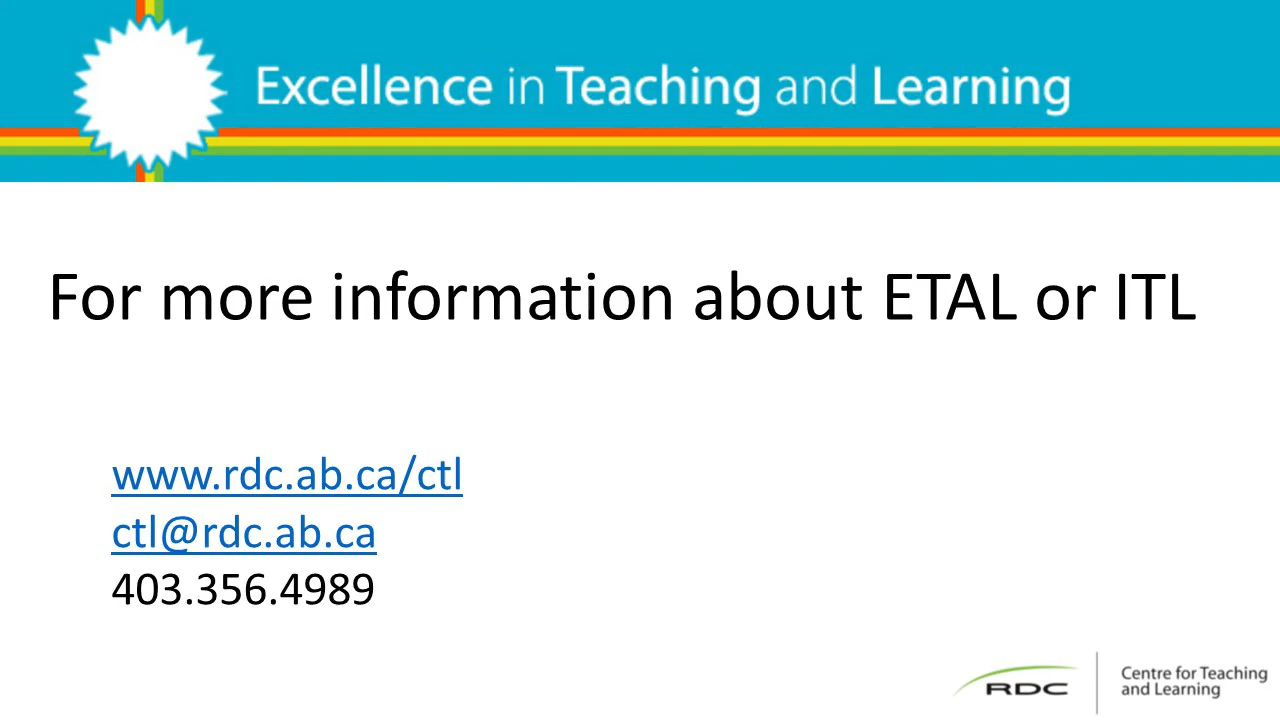 Excellence in Teaching and Learning
For more information about ETAL or ITL
www.rdc.ab.ca/ctl
ctl@rdc.ab.ca
403.356.4989
RDC
Centre for Teaching
and Learning